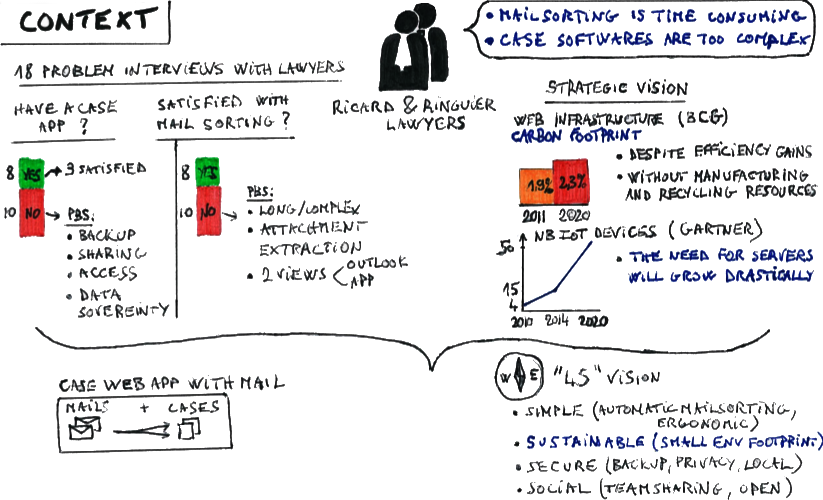 CONTEXT
• MAILSORTING IS TIME CONSUMING
• CASE SOFTWARES ARE TOO COMPLEX
18 PROBLEM INTERVIEWS WITH LAWYERS
HAVE A CASE
APP ?
8 YES → 3 SATISFIED
10 NO → PBS:
• BACKUP
• SHARING
• ACCESS
• DATA
SOVEREINTY
SATISFIED WITH
MAIL SORTING ?
8 YES
10 NO → PBS:
• LONG/COMPLEX
• ATTACHMENT
EXTRACTION
• 2 VIEWS < OUTLOOK
APP
RICARD & RINGUIER
LAWYERS
STRATEGIC VISION
WEB INFRASTRUCTURE (BCG)
CARBON FOOTPRINT
1.9% 2.3%
2011 2020
• DESPITE EFFICIENCY GAINS
• WITHOUT MANUFACTURING
AND RECYCLING RESOURCES
NB IOT DEVICES (GARTNER)
50
15
4
2010 2014 2020
• THE NEED FOR SERVERS
WILL GROW DRASTICALLY
CASE WEB APP WITH MAIL
MAILS + CASES
W E "4S" VISION
• SIMPLE (AUTOMATIC MAILSORTING,
ERGONOMIC)
• SUSTAINABLE (SMALL ENV FOOTPRINT)
• SECURE (BACKUP, PRIVACY, LOCAL)
• SOCIAL (TEAMSHARING, OPEN)